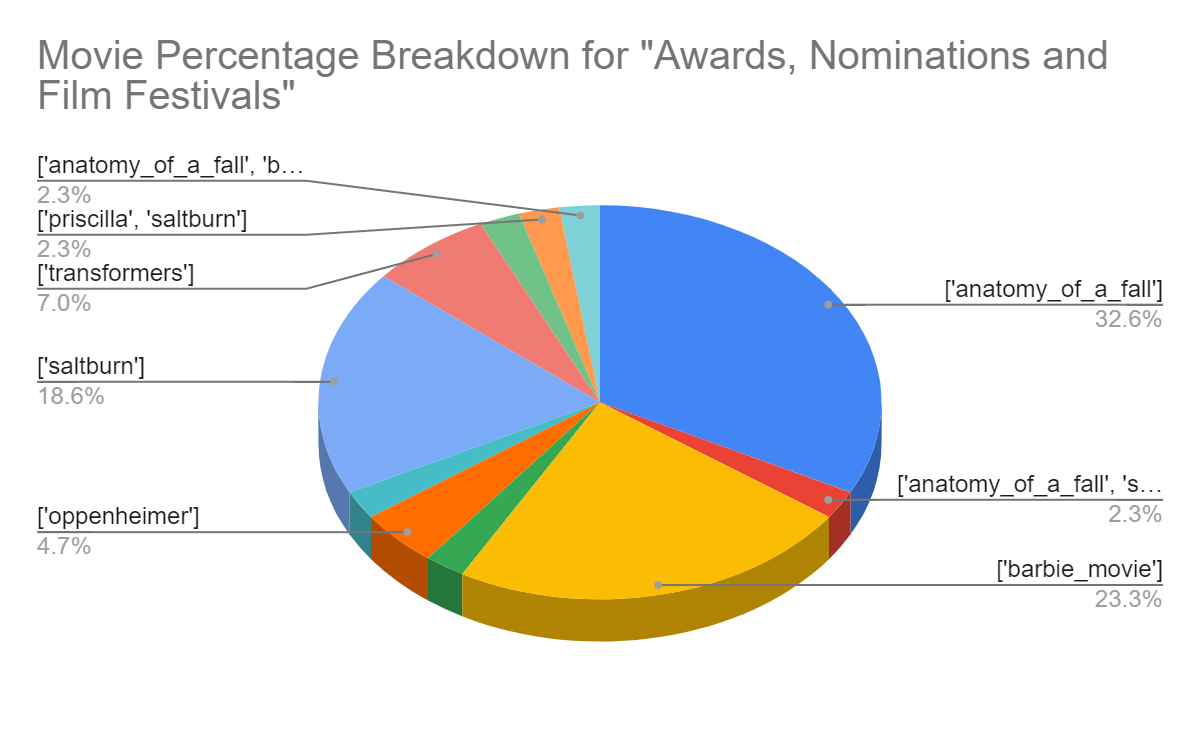 Movie Percentage Breakdown for "Awards, Nominations and
Film Festivals"
['anatomy_of_a_fall', 'b…
2.3%
['priscilla', 'saltburn']
2.3%
['transformers']
7.0%
['saltburn']
18.6%
['oppenheimer']
4.7%
['anatomy_of_a_fall']
32.6%
['anatomy_of_a_fall', 's…
2.3%
['barbie_movie']
23.3%